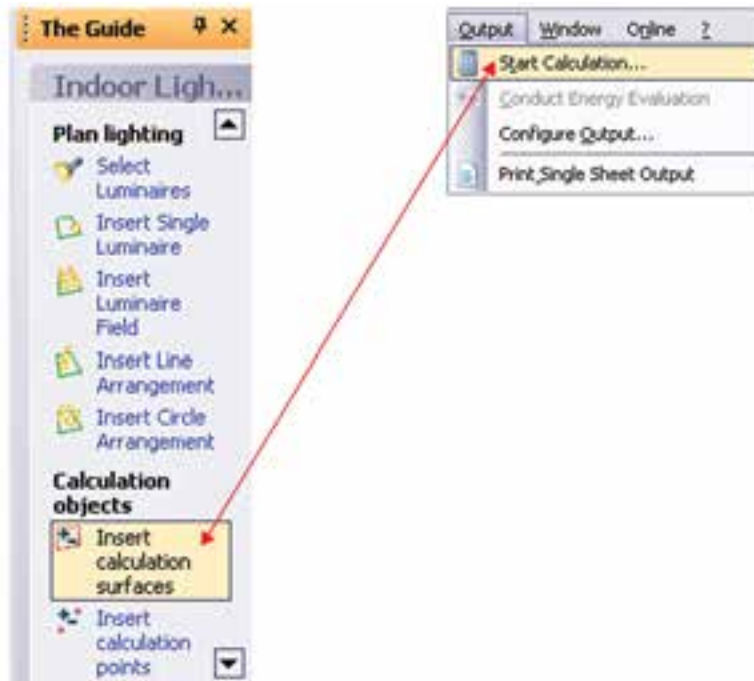 The Guide
Indoor Ligh...
Plan lighting
Select
Luminaires
Insert Single
Luminaire
Insert
Luminaire
Field
Insert Line
Arrangement
Insert Circle
Arrangement
Calculation
objects
Insert
calculation
surfaces
Insert
calculation
points
Output Window Online ?
Start Calculation...
Conduct Energy Evaluation
Configure Output...
Print Single Sheet Output